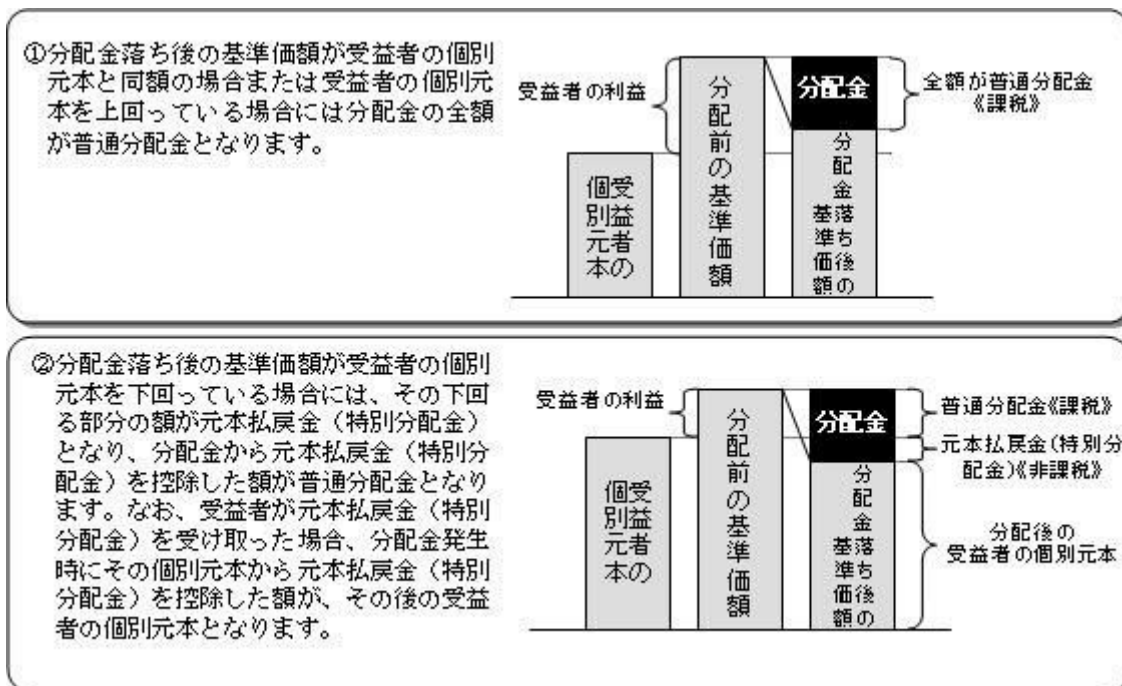 ①分配金落ち後の基準価額が受益者の個別
元本と同額の場合または受益者の個別元
本を上回っている場合には分配金の全額
が普通分配金となります。
受益者の利益
受益者の
個別元本
分配前の基準価額
分配金
分配金落ち後の
基準価額
全額が普通分配金
《課税》
②分配金落ち後の基準価額が受益者の個別
元本を下回っている場合には、その下回
る部分の額が元本払戻金（特別分配金）
となり、分配金から元本払戻金（特別分
配金）を控除した額が普通分配金となり
ます。なお、受益者が元本払戻金（特別
分配金）を受け取った場合、分配金発生
時にその個別元本から元本払戻金（特別
分配金）を控除した額が、その後の受益
者の個別元本となります。
受益者の利益
受益者の
個別元本
分配前の基準価額
分配金
分配金落ち後の
基準価額
普通分配金《課税》
元本払戻金(特別分
配金)《非課税》
分配後の
受益者の個別元本